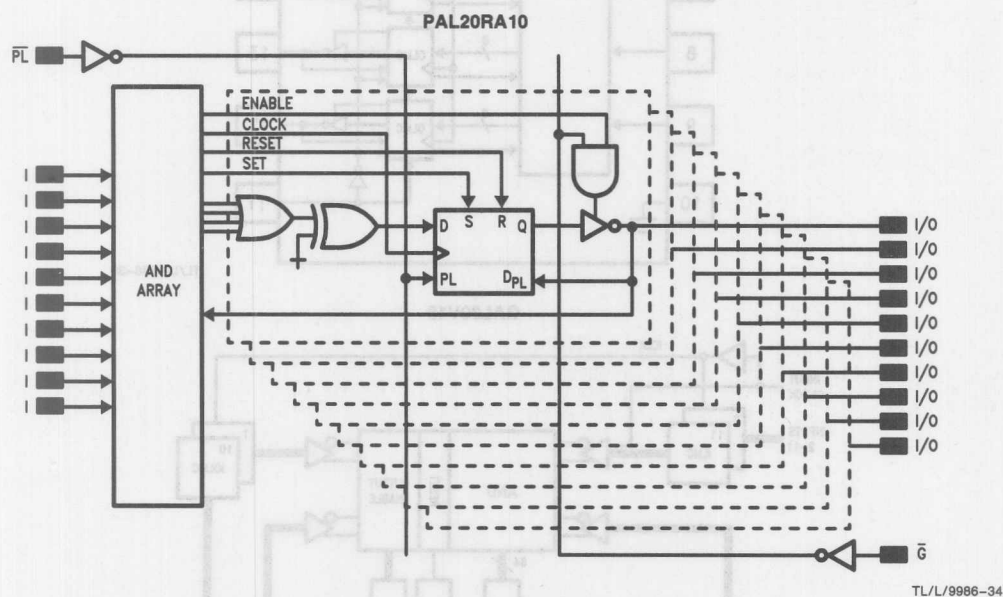 PAL20RA10
PL
ENABLE
CLOCK
RESET
SET
I
I
I
I
I
I
I
I
I
I
AND
ARRAY
D
S
R
Q
PL
DPL
I/O
I/O
I/O
I/O
I/O
I/O
I/O
I/O
I/O
I/O
G
TL/L/9986-34